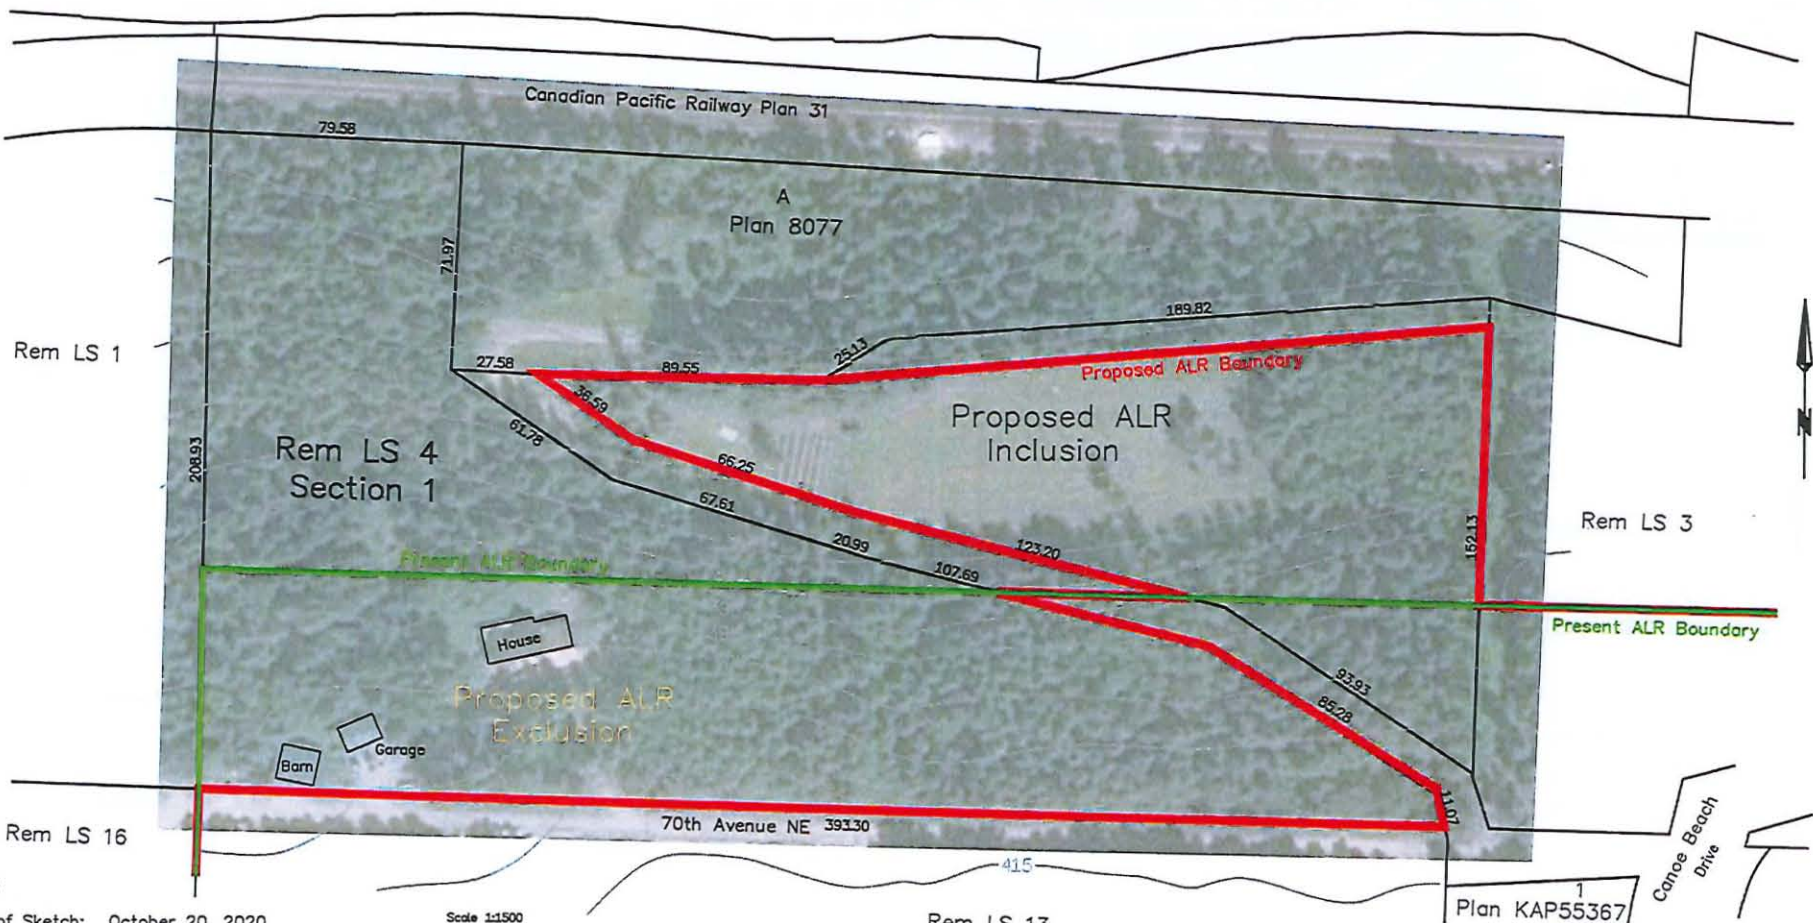 Canadian Pacific Railway Plan 31
79.58
A
Plan 8077
71.97
189.82
25.13
Rem LS 1
27.58
89.55
Proposed ALR Boundary
36.59
61.78
Proposed ALR
Inclusion
Rem LS 4
Section 1
208.93
66.25
67.61
N
Rem LS 3
152.13
20.99
123.20
107.69
Present ALR Boundary
Present ALR Boundary
House
93.93
85.28
Proposed ALR
Exclusion
Garage
Barn
11.07
Rem LS 16
70th Avenue NE 393.30
Canoe Beach
Drive
415
1
Plan KAP55367
of Sketch: October 20, 2020
Scale 1:1500
Rem LS 13